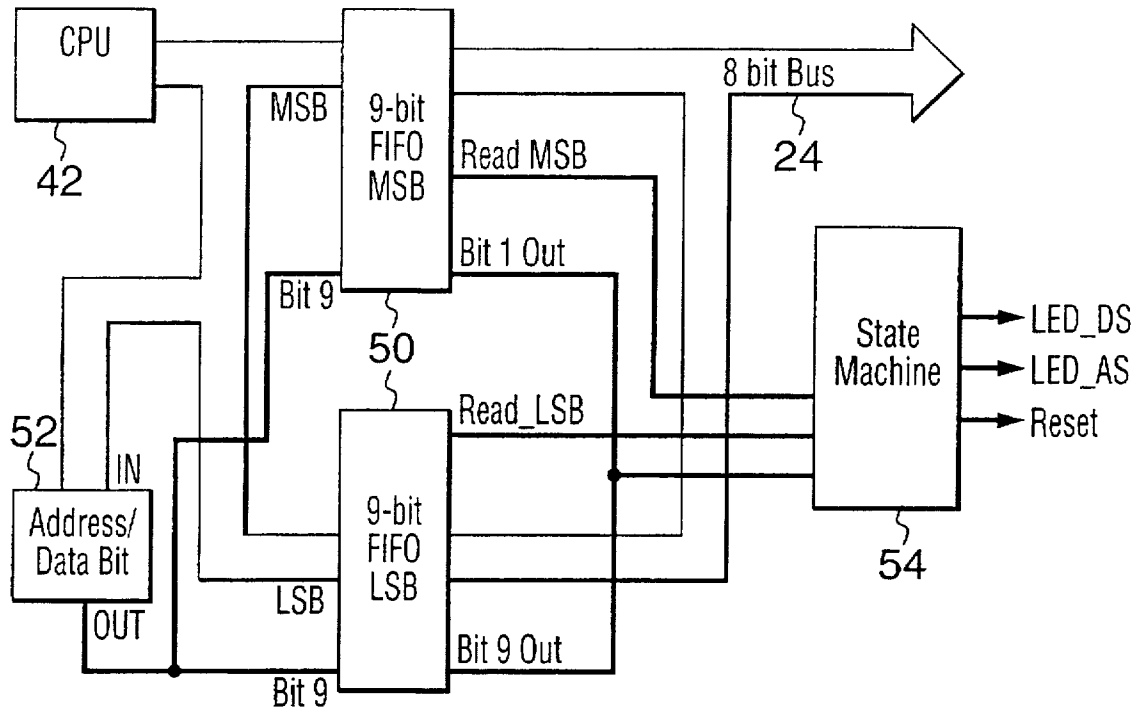 CPU
42
MSB
9-bit
FIFO
MSB
8 bit Bus
24
Read MSB
Bit 1 Out
Bit 9
50
State
Machine
54
LED_DS
LED_AS
Reset
52
IN
Address/
Data Bit
OUT
Read_LSB
9-bit
FIFO
LSB
LSB
Bit 9 Out
Bit 9